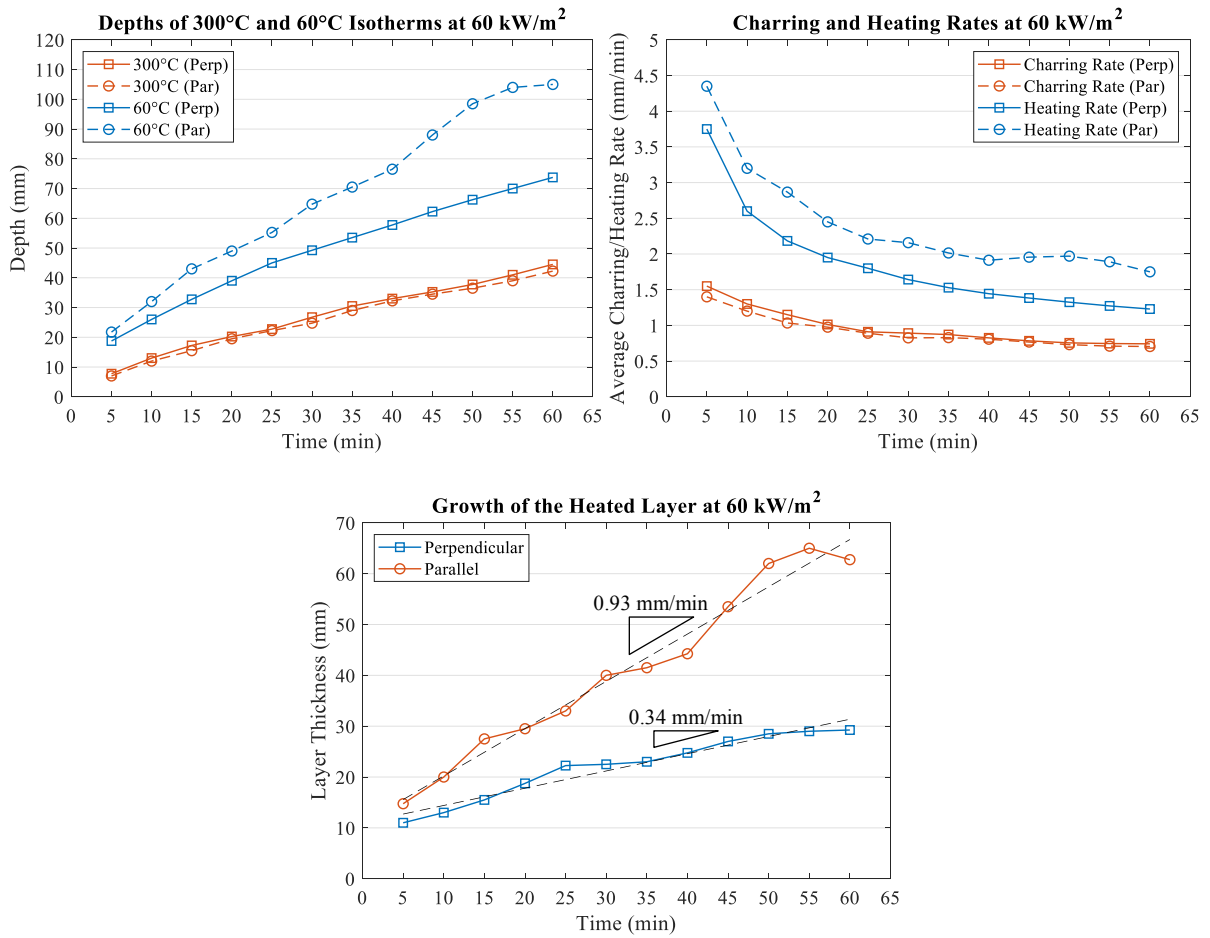 Depths of 300°C and 60°C Isotherms at 60 kW/m²
120
110
100
90
80
70
60
50
40
30
20
10
0
Depth (mm)
300°C (Perp)
300°C (Par)
60°C (Perp)
60°C (Par)
0 5 10 15 20 25 30 35 40 45 50 55 60 65
Time (min)
Charring and Heating Rates at 60 kW/m²
5
4.5
4
3.5
3
2.5
2
1.5
1
0.5
0
Average Charring/Heating Rate (mm/min)
Charring Rate (Perp)
Charring Rate (Par)
Heating Rate (Perp)
Heating Rate (Par)
0 5 10 15 20 25 30 35 40 45 50 55 60 65
Time (min)
Growth of the Heated Layer at 60 kW/m²
70
60
50
40
30
20
10
0
Layer Thickness (mm)
Perpendicular
Parallel
0.93 mm/min
0.34 mm/min
0 5 10 15 20 25 30 35 40 45 50 55 60 65
Time (min)